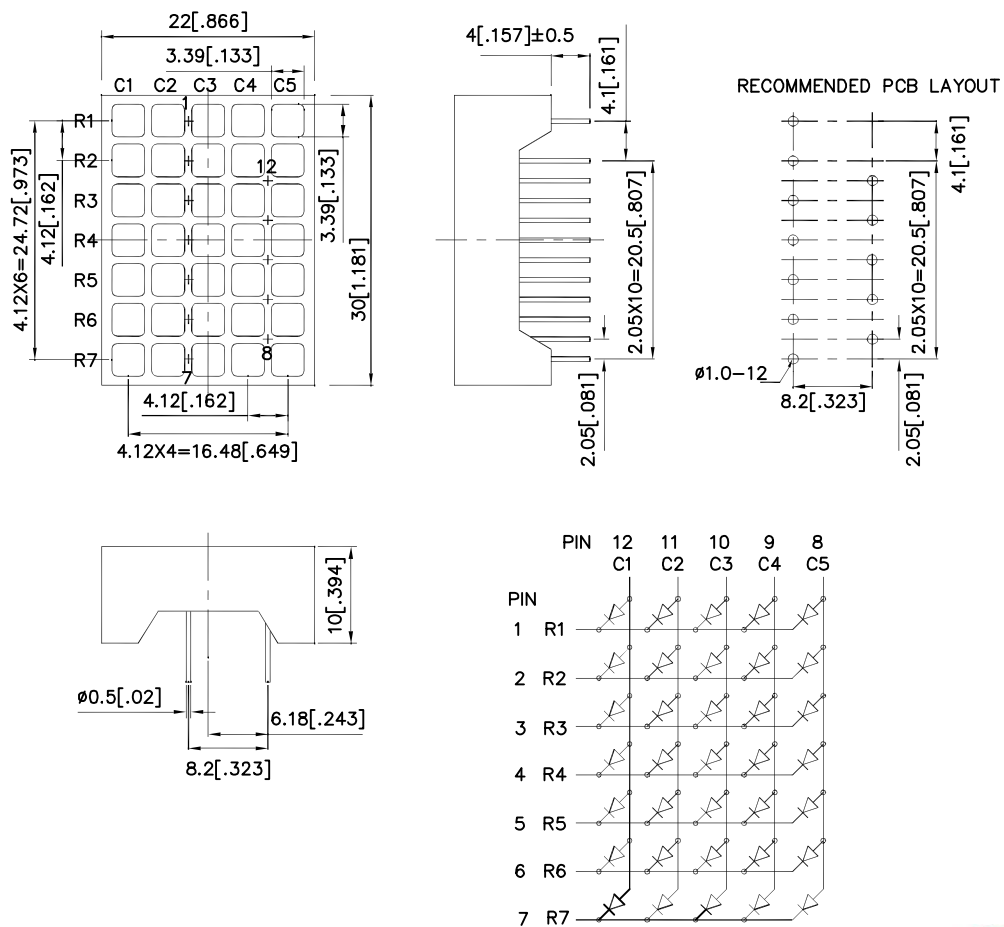 22[.866]
3.39[.133]
C1 C2 C3 C4 C5
1
R1
R2
12
R3
R4
R5
R6
8
R7
7
4.12X6=24.72[.973]
4.12[.162]
3.39[.133]
30[1.181]
4.12[.162]
4.12X4=16.48[.649]
4[.157]±0.5
4.1[.161]
2.05X10=20.5[.807]
2.05[.081]
RECOMMENDED PCB LAYOUT
4.1[.161]
2.05X10=20.5[.807]
ø1.0-12
8.2[.323]
2.05[.081]
10[.394]
ø0.5[.02]
6.18[.243]
8.2[.323]
PIN 12 11 10 9 8
C1 C2 C3 C4 C5
PIN
1 R1
2 R2
3 R3
4 R4
5 R5
6 R6
7 R7